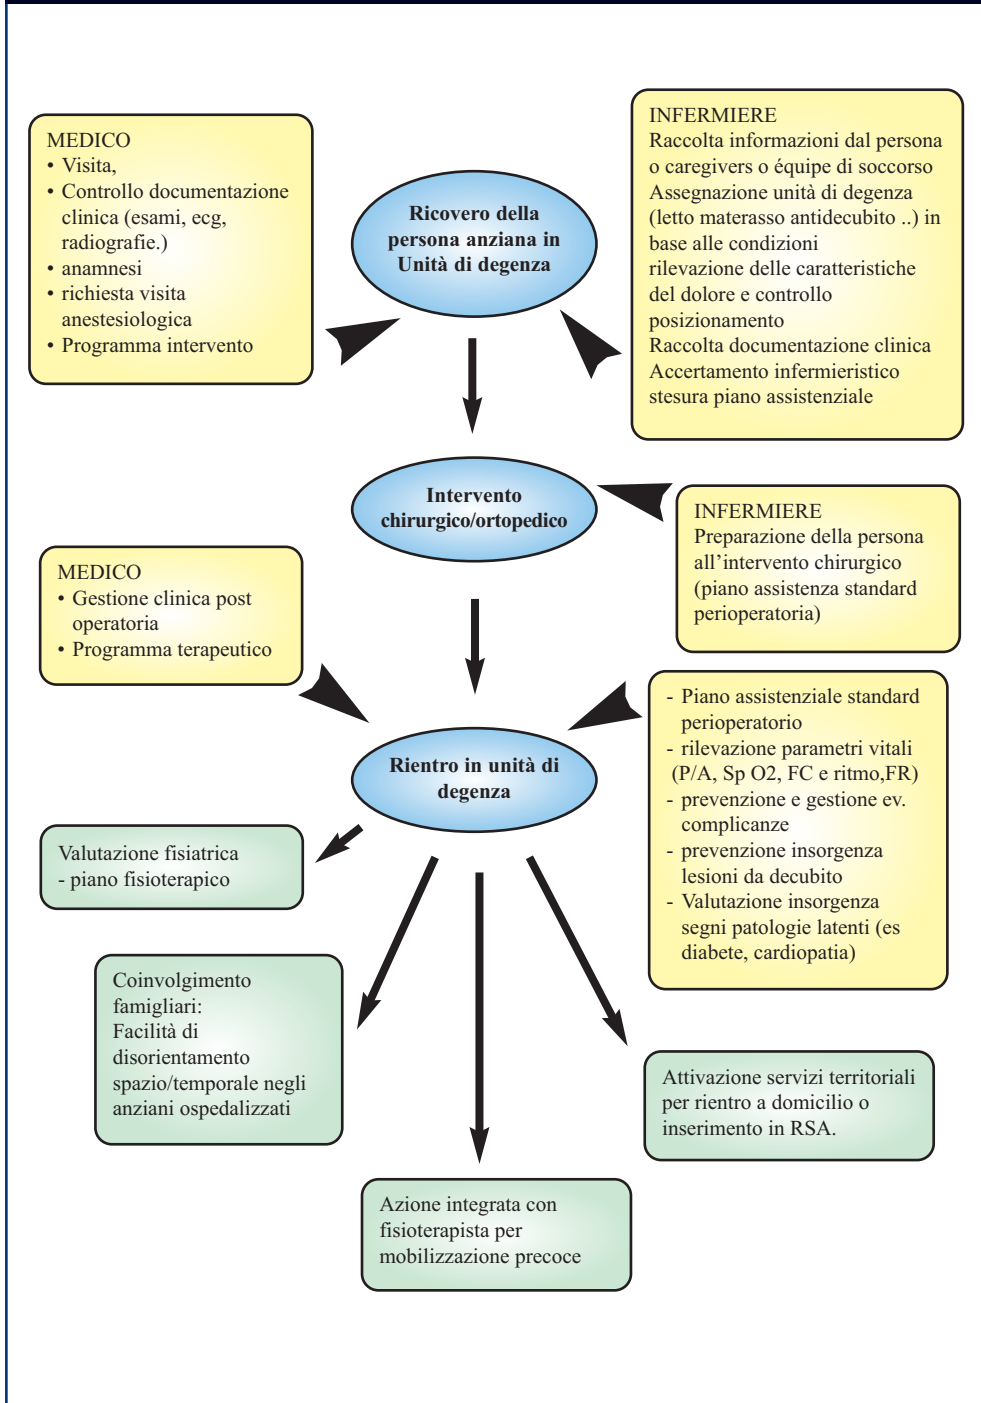 MEDICO
• Visita,
• Controllo documentazione
clinica (esami, ecg,
radiografie.)
• anamnesi
• richiesta visita
anestesiologica
• Programma intervento
Ricovero della
persona anziana in
Unità di degenza
INFERMIERE
Raccolta informazioni dal persona
o caregivers o équipe di soccorso
Assegnazione unità di degenza
(letto materasso antidecubito ..) in
base alle condizioni
rilevazione delle caratteristiche
del dolore e controllo
posizionamento
Raccolta documentazione clinica
Accertamento infermieristico
stesura piano assistenziale
Intervento
chirurgico/ortopedico
INFERMIERE
Preparazione della persona
all’intervento chirurgico
(piano assistenza standard
perioperatoria)
MEDICO
• Gestione clinica post
operatoria
• Programma terapeutico
Rientro in unità di
degenza
- Piano assistenziale standard
perioperatorio
- rilevazione parametri vitali
(P/A, Sp O2, FC e ritmo,FR)
- prevenzione e gestione ev.
complicanze
- prevenzione insorgenza
lesioni da decubito
- Valutazione insorgenza
segni patologie latenti (es
diabete, cardiopatia)
Valutazione fisiatrica
- piano fisioterapico
Coinvolgimento
famigliari:
Facilità di
disorientamento
spazio/temporale negli
anziani ospedalizzati
Attivazione servizi territoriali
per rientro a domicilio o
inserimento in RSA.
Azione integrata con
fisioterapista per
mobilizzazione precoce